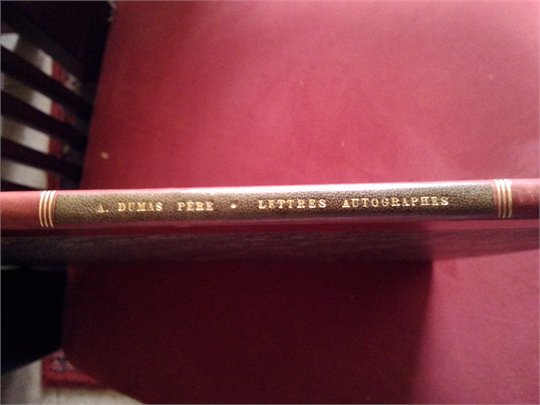 A. DUMAS PÈRE • LETTRES AUTOGRAPHES